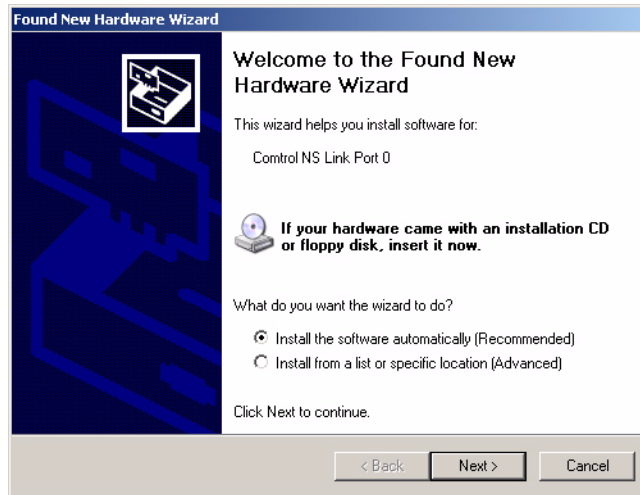 Found New Hardware Wizard
Welcome to the Found New
Hardware Wizard
This wizard helps you install software for:
Comtrol NS Link Port 0
If your hardware came with an installation CD
or floppy disk, insert it now.
What do you want the wizard to do?
Install the software automatically (Recommended)
Install from a list or specific location (Advanced)
Click Next to continue.
< Back
Next >
Cancel